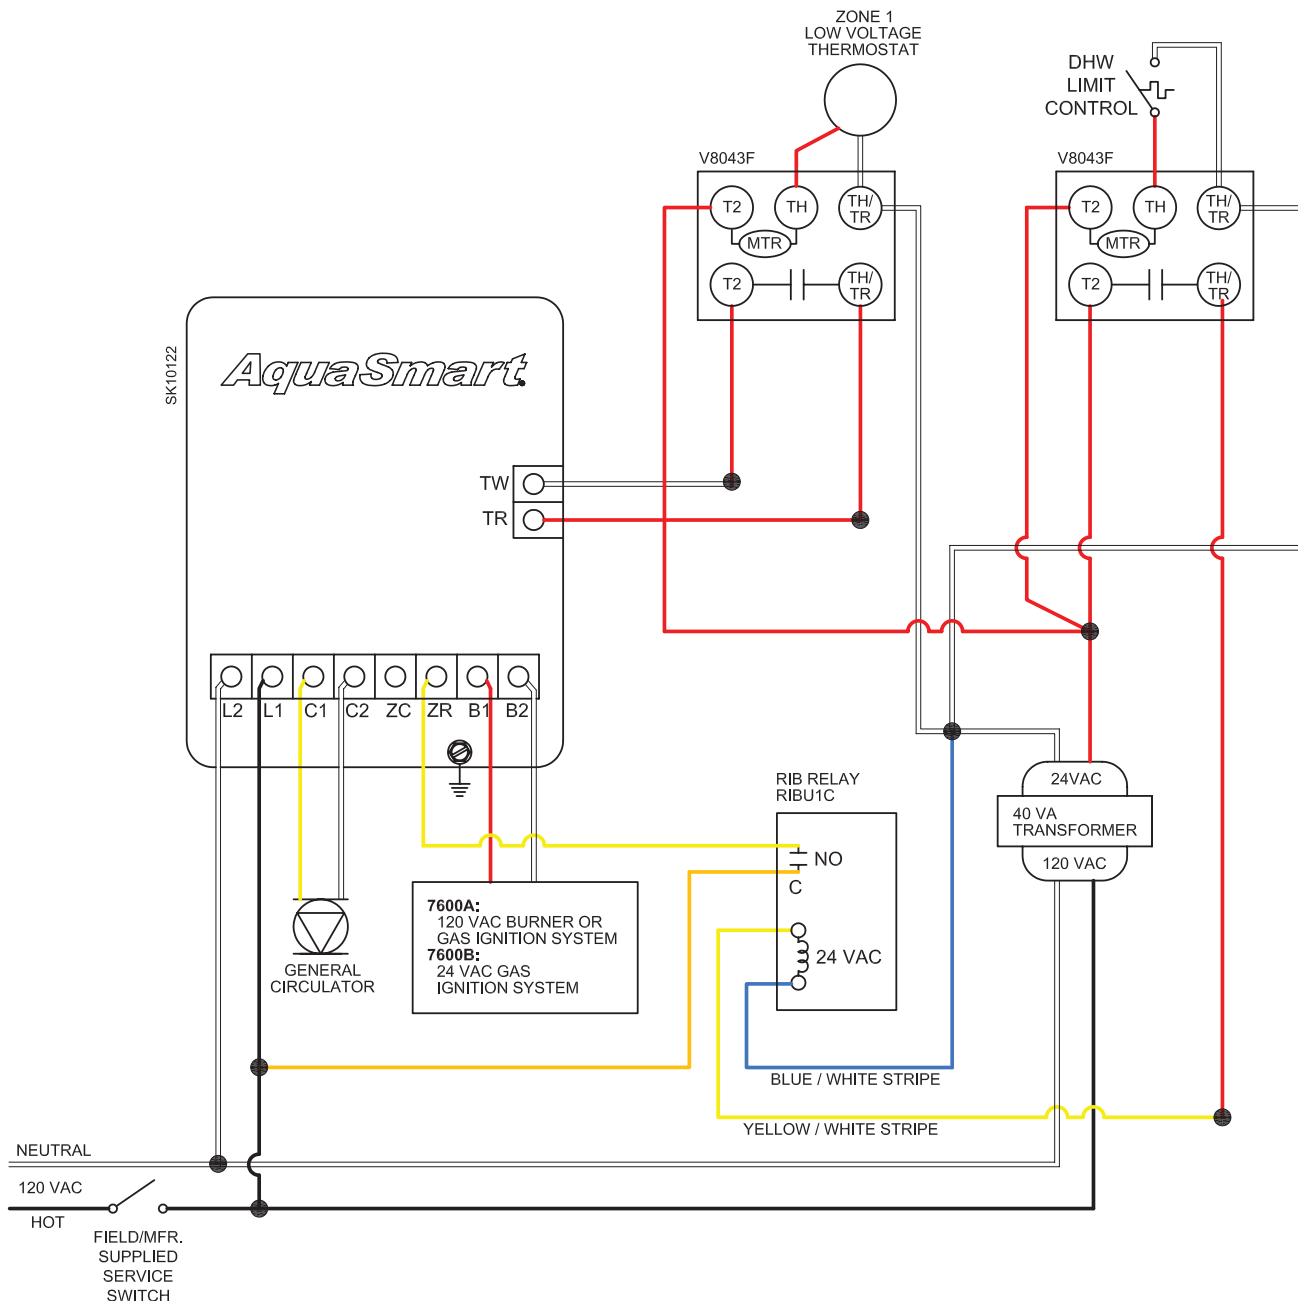 ZONE 1
LOW VOLTAGE
THERMOSTAT
DHW
LIMIT
CONTROL
V8043F
T2
TH
TH/
TR
MTR
T2
TH/
TR
V8043F
T2
TH
TH/
TR
MTR
T2
TH/
TR
SK10122
AquaSmart
TW
TR
L2
L1
C1
C2
ZC
ZR
B1
B2
RIB RELAY
RIBU1C
NO
C
24 VAC
24VAC
40 VA
TRANSFORMER
120 VAC
GENERAL
CIRCULATOR
7600A:
120 VAC BURNER OR
GAS IGNITION SYSTEM
7600B:
24 VAC GAS
IGNITION SYSTEM
BLUE / WHITE STRIPE
YELLOW / WHITE STRIPE
NEUTRAL
120 VAC
HOT
FIELD/MFR.
SUPPLIED
SERVICE
SWITCH